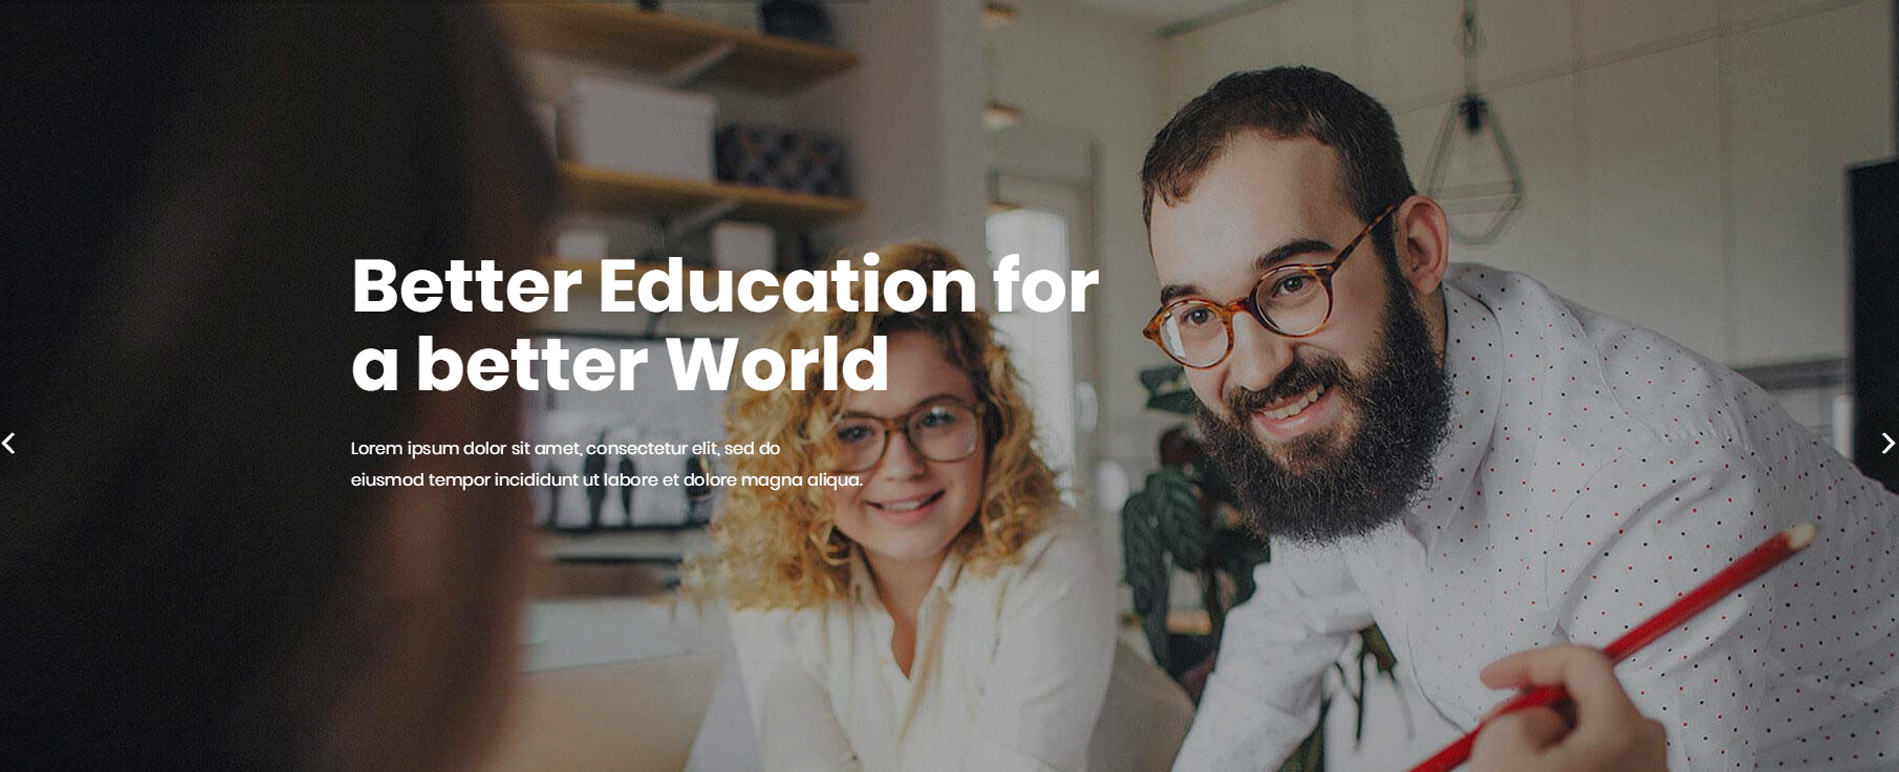 Better Education for
a better World
Lorem ipsum dolor sit amet, consectetur elit, sed do
eiusmod tempor incididunt ut labore et dolore magna aliqua.